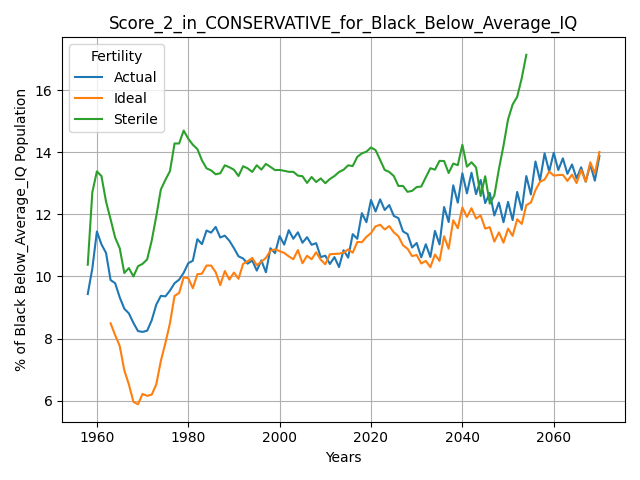 Score_2_in_CONSERVATIVE_for_Black_Below_Average_IQ
Fertility
Actual
Ideal
Sterile
% of Black Below_Average_IQ Population
16
14
12
10
8
6
1960
1980
2000
2020
2040
2060
Years